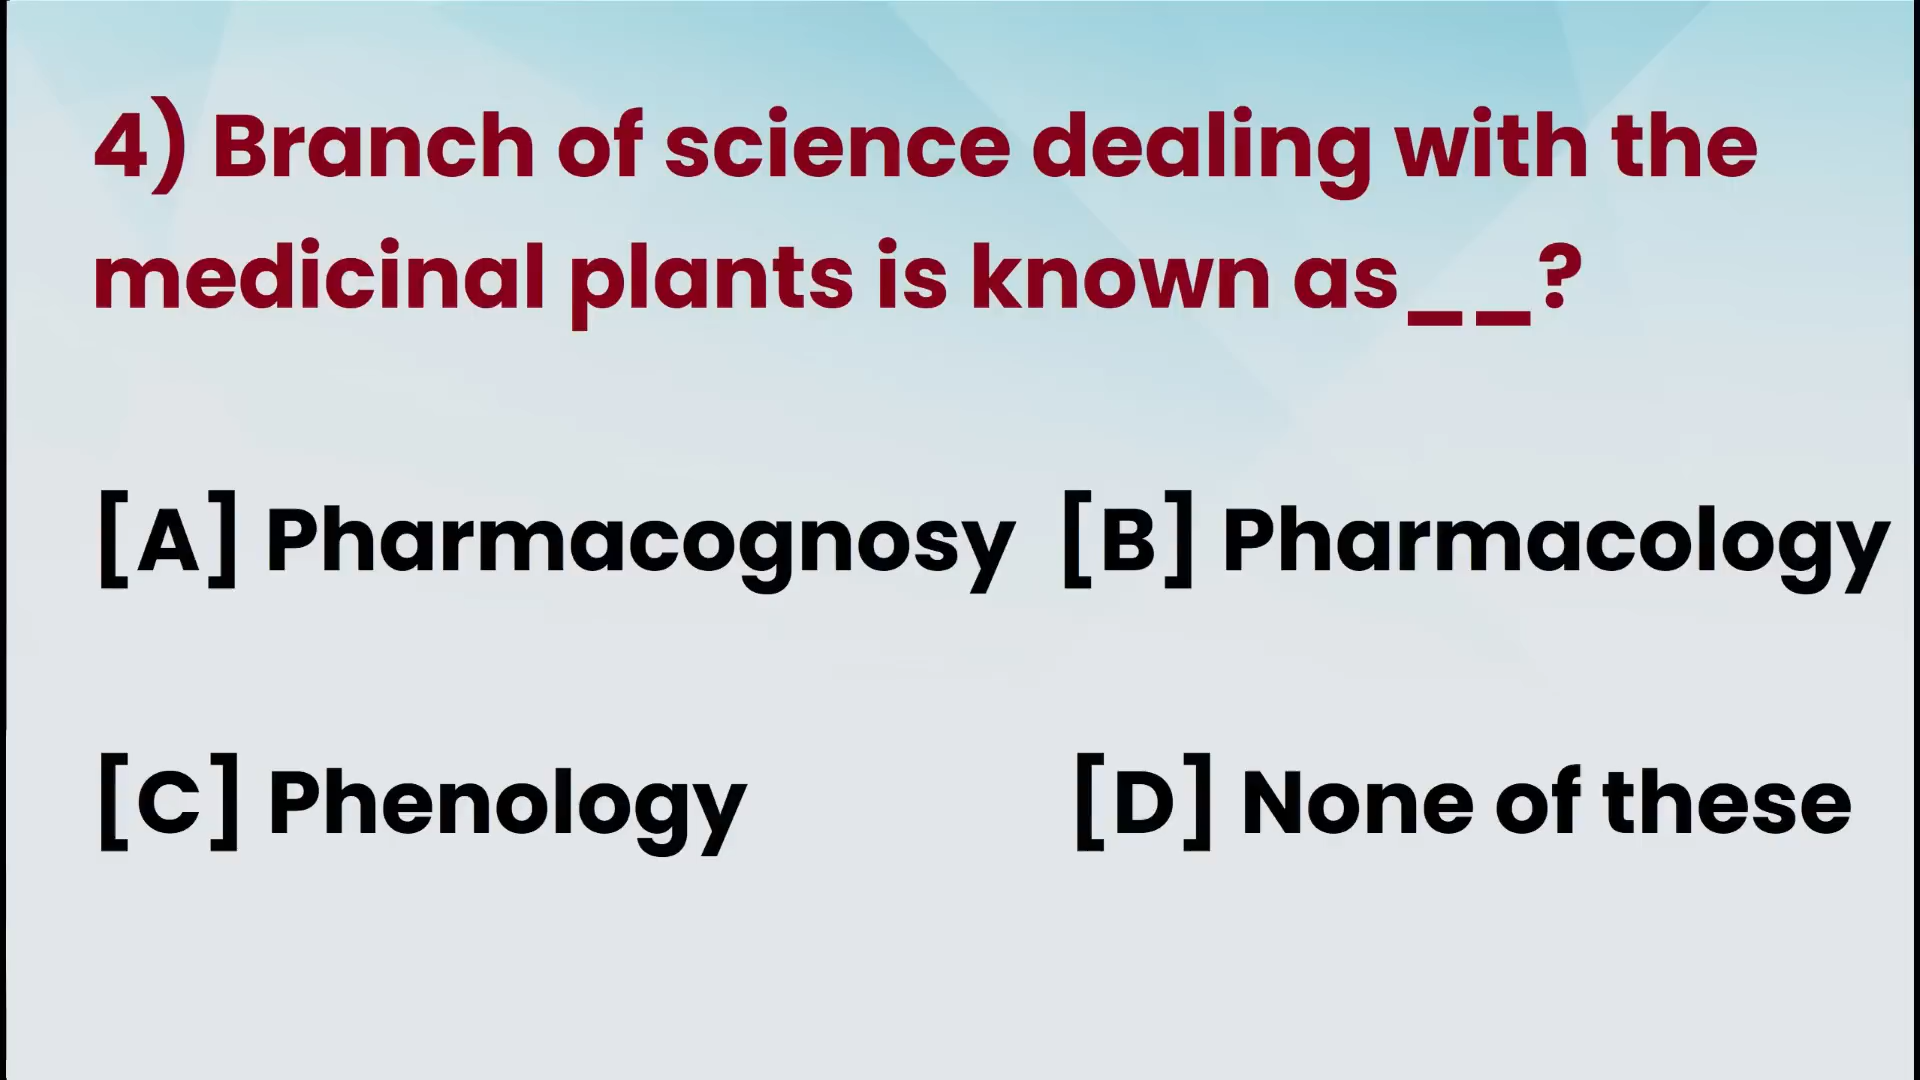 4) Branch of science dealing with the
medicinal plants is known as__?
[A] Pharmacognosy [B] Pharmacology
[C] Phenology [D] None of these